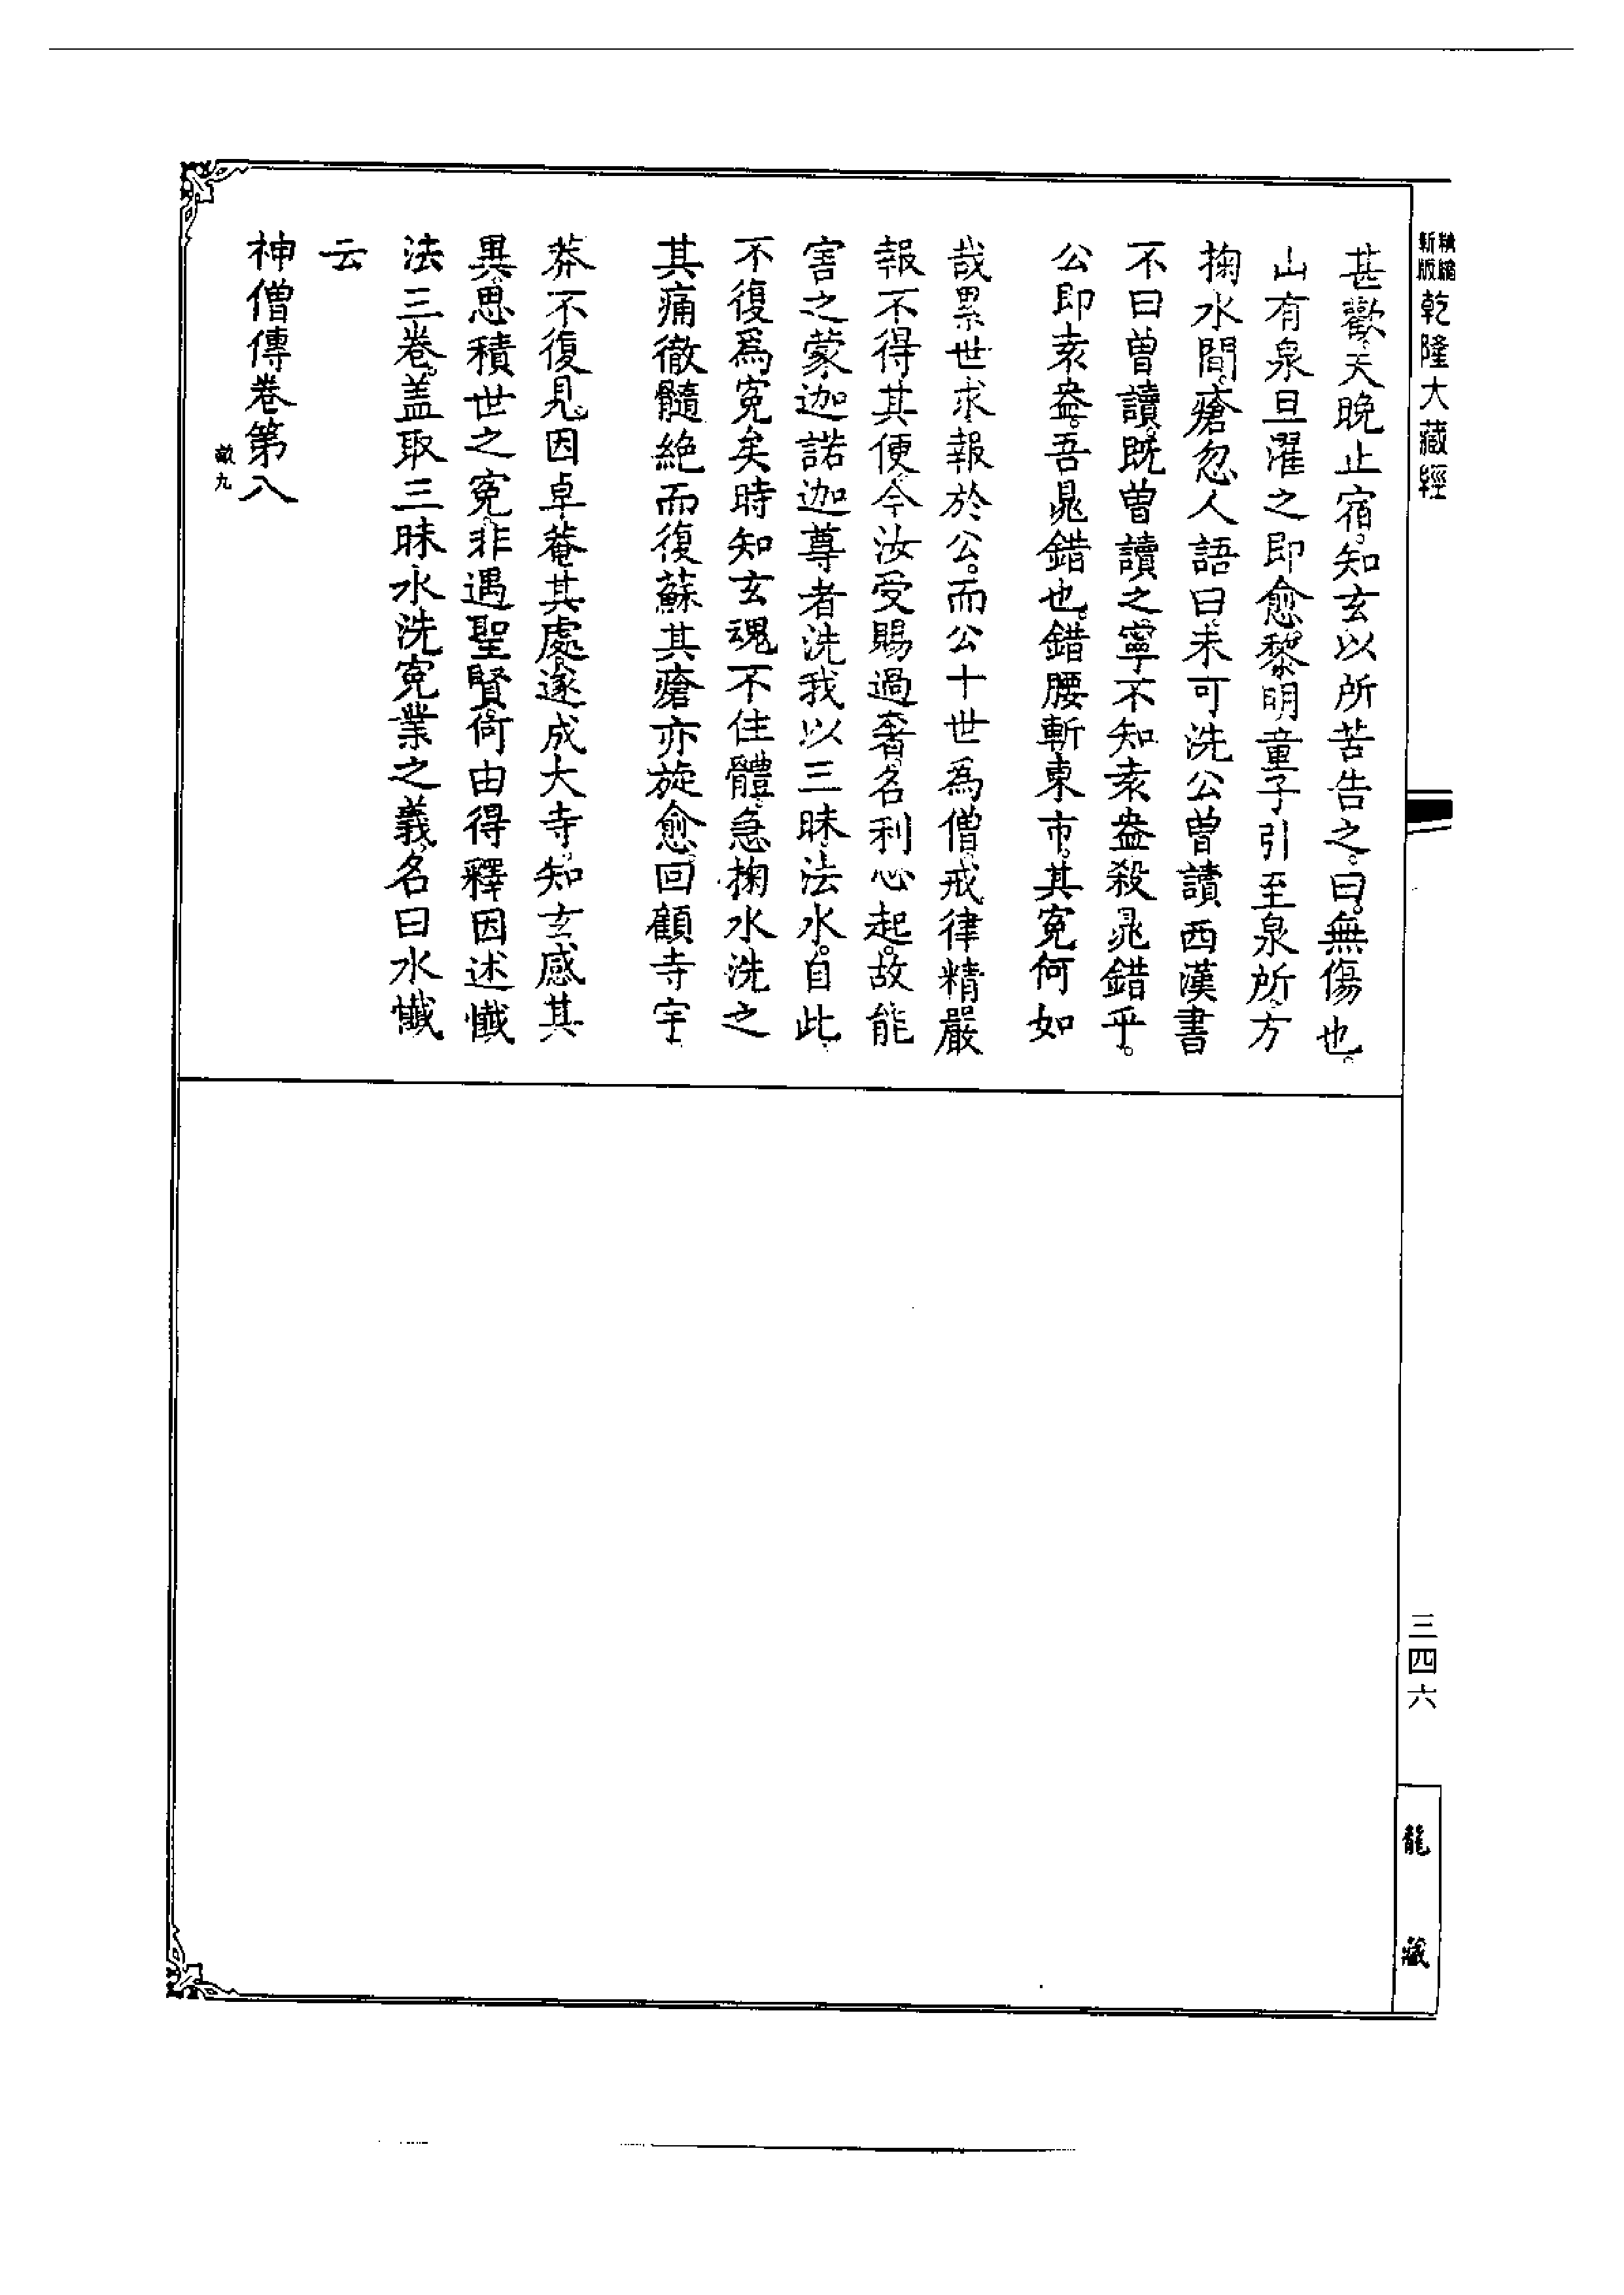 精縮
新版
乾隆大藏經
甚歡、天晚止宿。知玄以所苦告之。曰。無傷也。
山有泉旦濯之即愈。黎明童子引至泉所、方
掬水間。瘡忽人語曰。未可洗公曾讀西漢書
不曰曾讀。既曾讀之。寧不知袁盎殺晁錯乎。
公即袁盎。吾晁錯也。錯腰斬東市。其冤何如
哉累世求報於公。而公十世爲僧。戒律精嚴
報不得其便。今汝受賜過奢。名利心起。故能
害之蒙迦諾迦尊者洗我以三昧法水。自此
不復爲冤矣時知玄魂不住體。急掬水洗之
其痛徹髓絶而復蘇其瘡亦旋愈。回顧寺宇
莽不復見。因卓菴其處。遂成大寺。知玄感其
異。思積世之冤。非遇聖賢。何由得釋因述懺
法三卷。盖取三昧水洗冤業之義。名曰水懺
云
神僧傳卷第八
三四六
龍藏